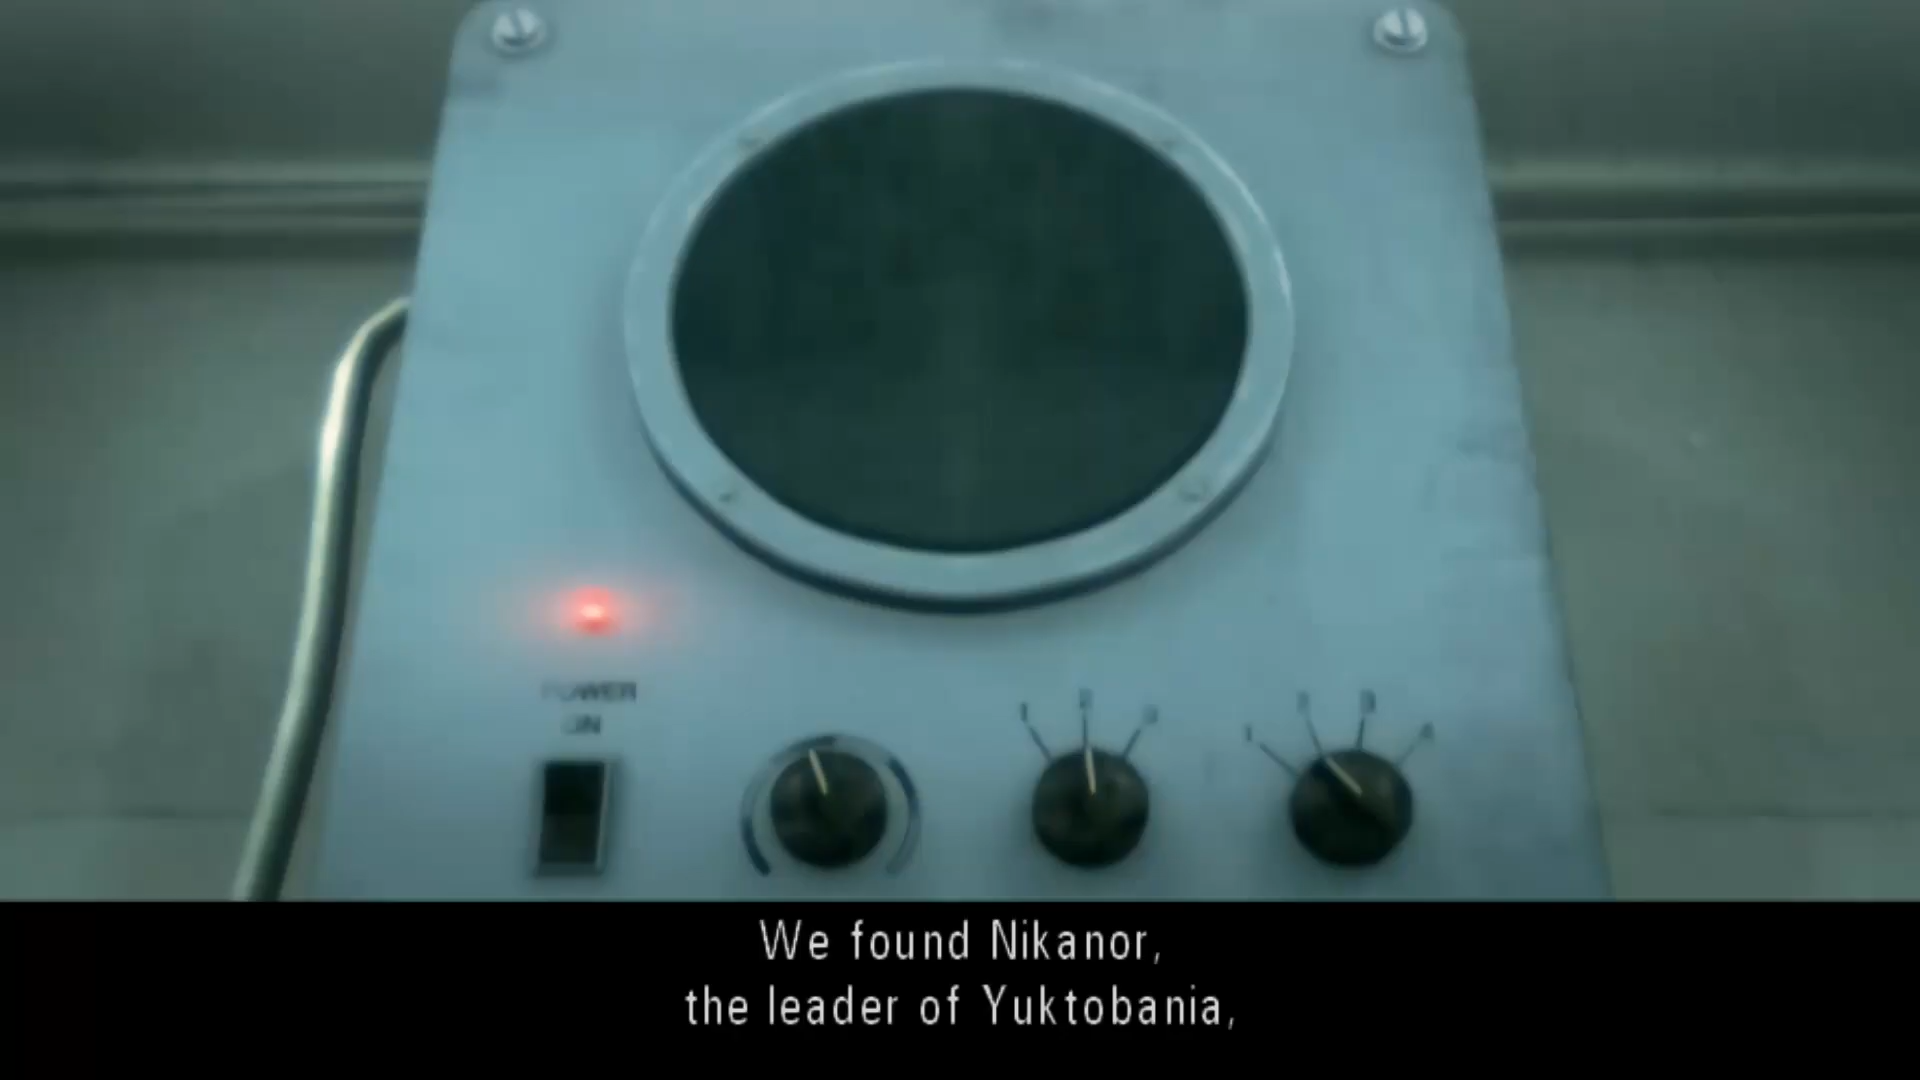 POWER
ON
1 2 3
1 2 3 4
We found Nikanor,
the leader of Yuktobania,